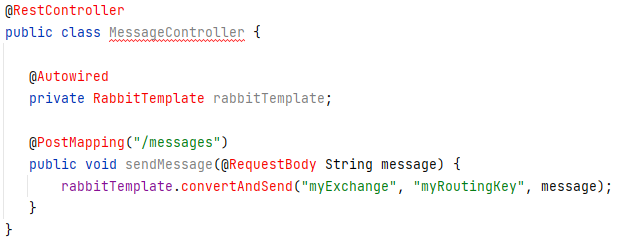 @RestController
public class MessageController {
@Autowired
private RabbitTemplate rabbitTemplate;
@PostMapping("/messages")
public void sendMessage(@RequestBody String message) {
rabbitTemplate.convertAndSend("myExchange", "myRoutingKey", message);
}
}